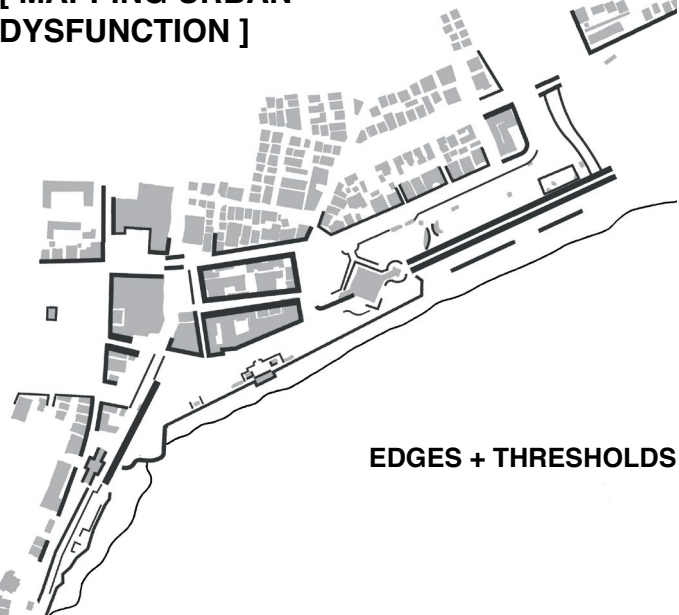 [ MAPPING URBAN
DYSFUNCTION ]
EDGES + THRESHOLDS